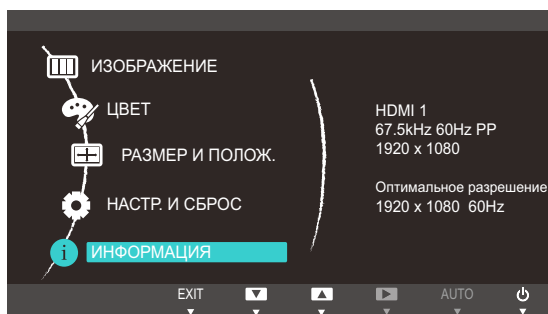 ИЗОБРАЖЕНИЕ
ЦВЕТ
РАЗМЕР И ПОЛОЖ.
НАСТР. И СБРОС
i ИНФОРМАЦИЯ
HDMI 1
67.5kHz 60Hz PP
1920 x 1080
Оптимальное разрешение
1920 x 1080 60Hz
EXIT AUTO